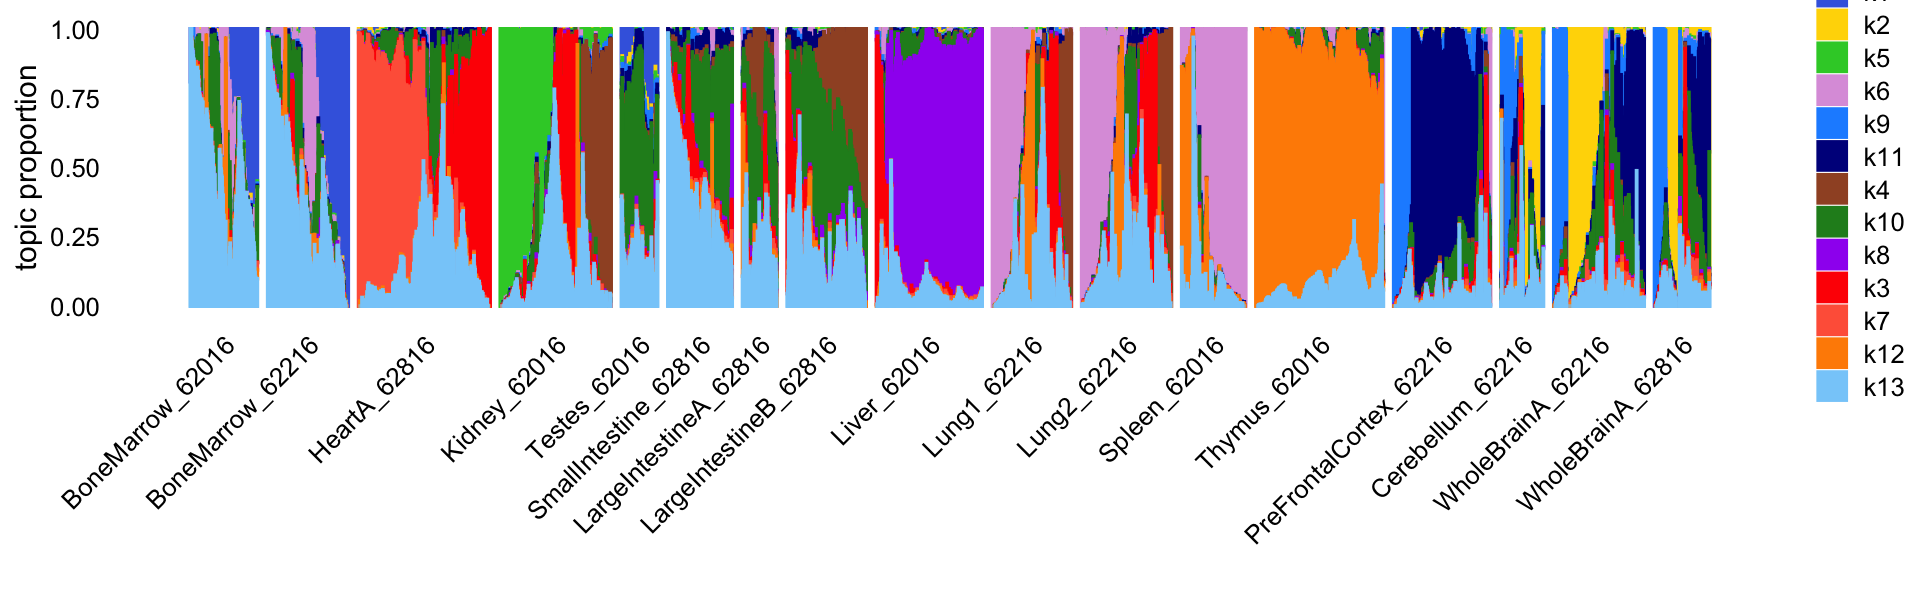 topic proportion
1.00
0.75
0.50
0.25
0.00
BoneMarrow_62016
BoneMarrow_62216
HeartA_62816
Kidney_62016
Testes_62016
SmallIntestine_62816
LargeIntestineA_62816
LargeIntestineB_62816
Liver_62016
Lung1_62216
Lung2_62216
Spleen_62016
Thymus_62016
PreFrontalCortex_62216
Cerebellum_62216
WholeBrainA_62216
WholeBrainA_62816
k2
k5
k6
k9
k11
k4
k10
k8
k3
k7
k12
k13